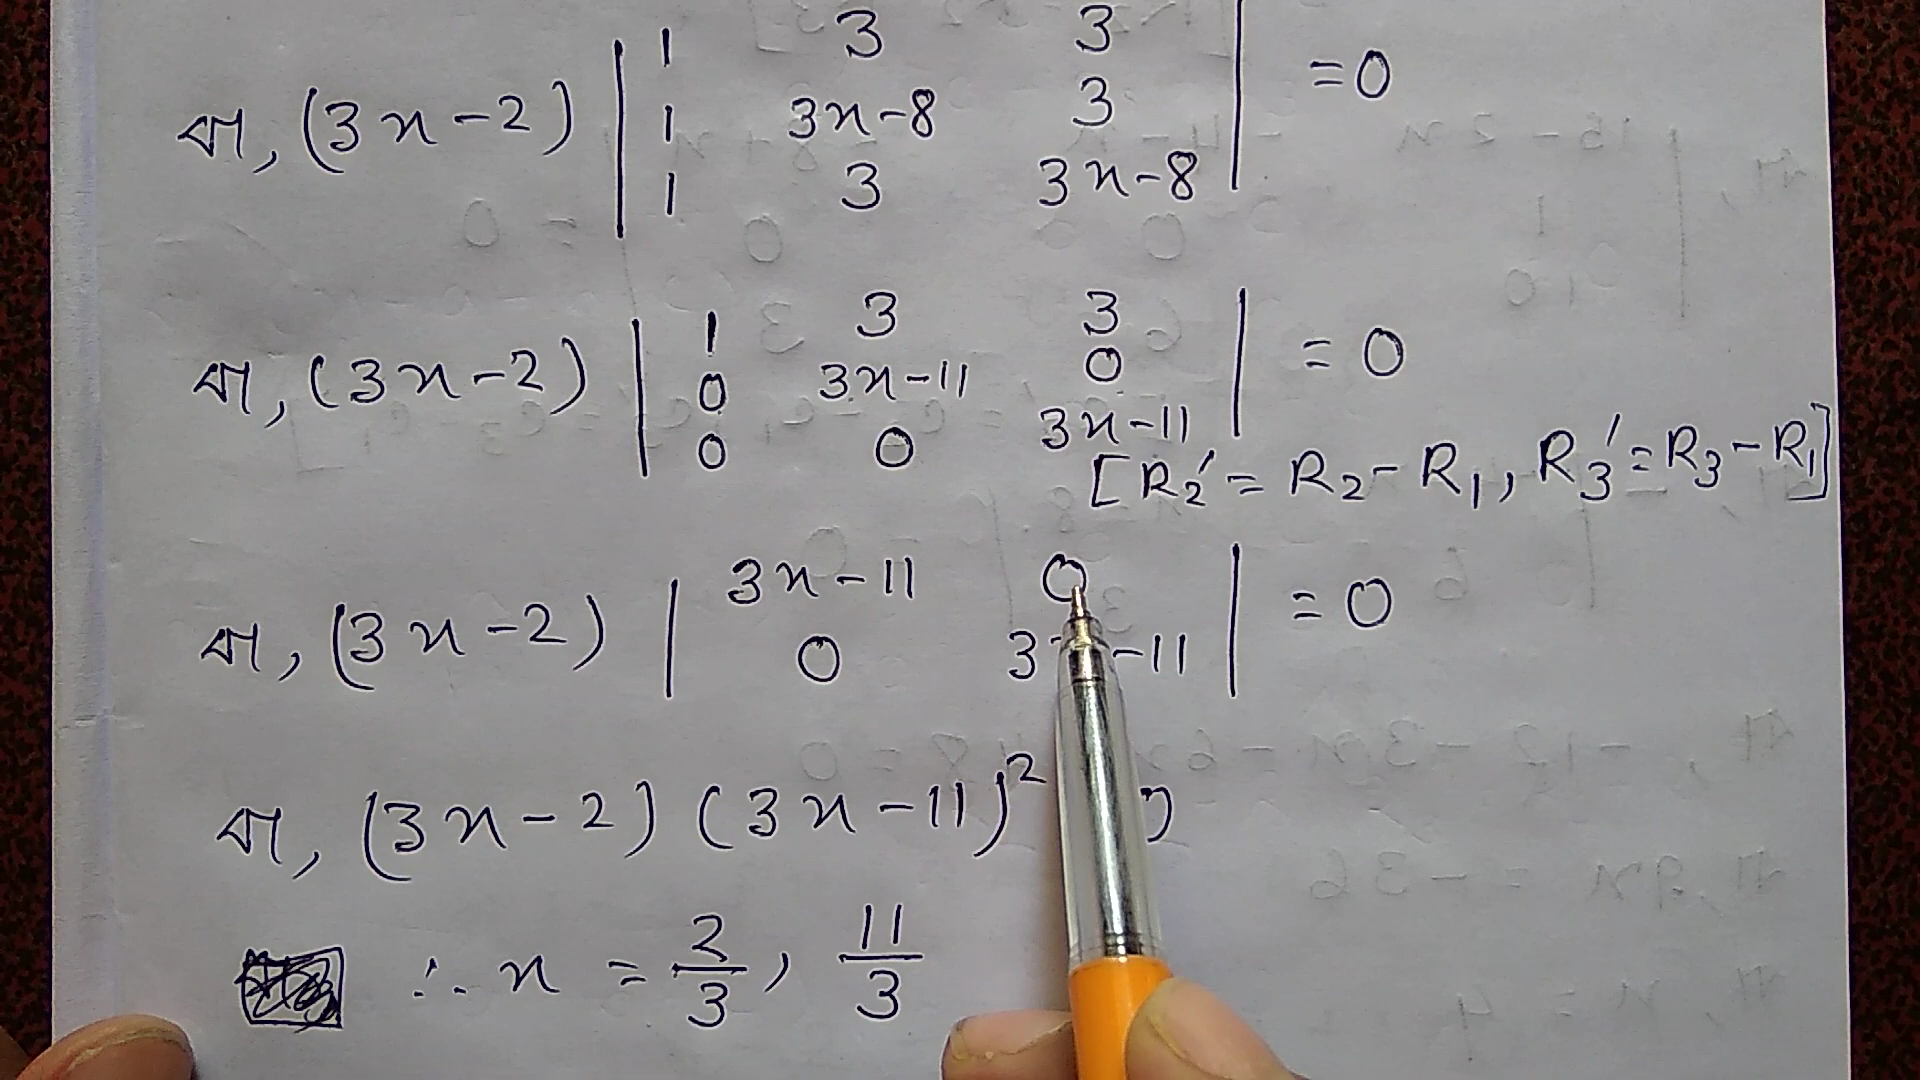 1 3 3
বা, (3x-2) | 1 3x-8 3 | =0
1 3 3x-8
1 3 3
বা, (3x-2) | 0 3x-11 0 | = 0
0 0 3x-11
[R₂′ = R₂ - R₁, R₃′ = R₃ - R₁]
3x-11 0
বা, (3x-2) | | = 0
0 3x-11
বা, (3x-2) (3x-11)²
∴ x = 2/3, 11/3